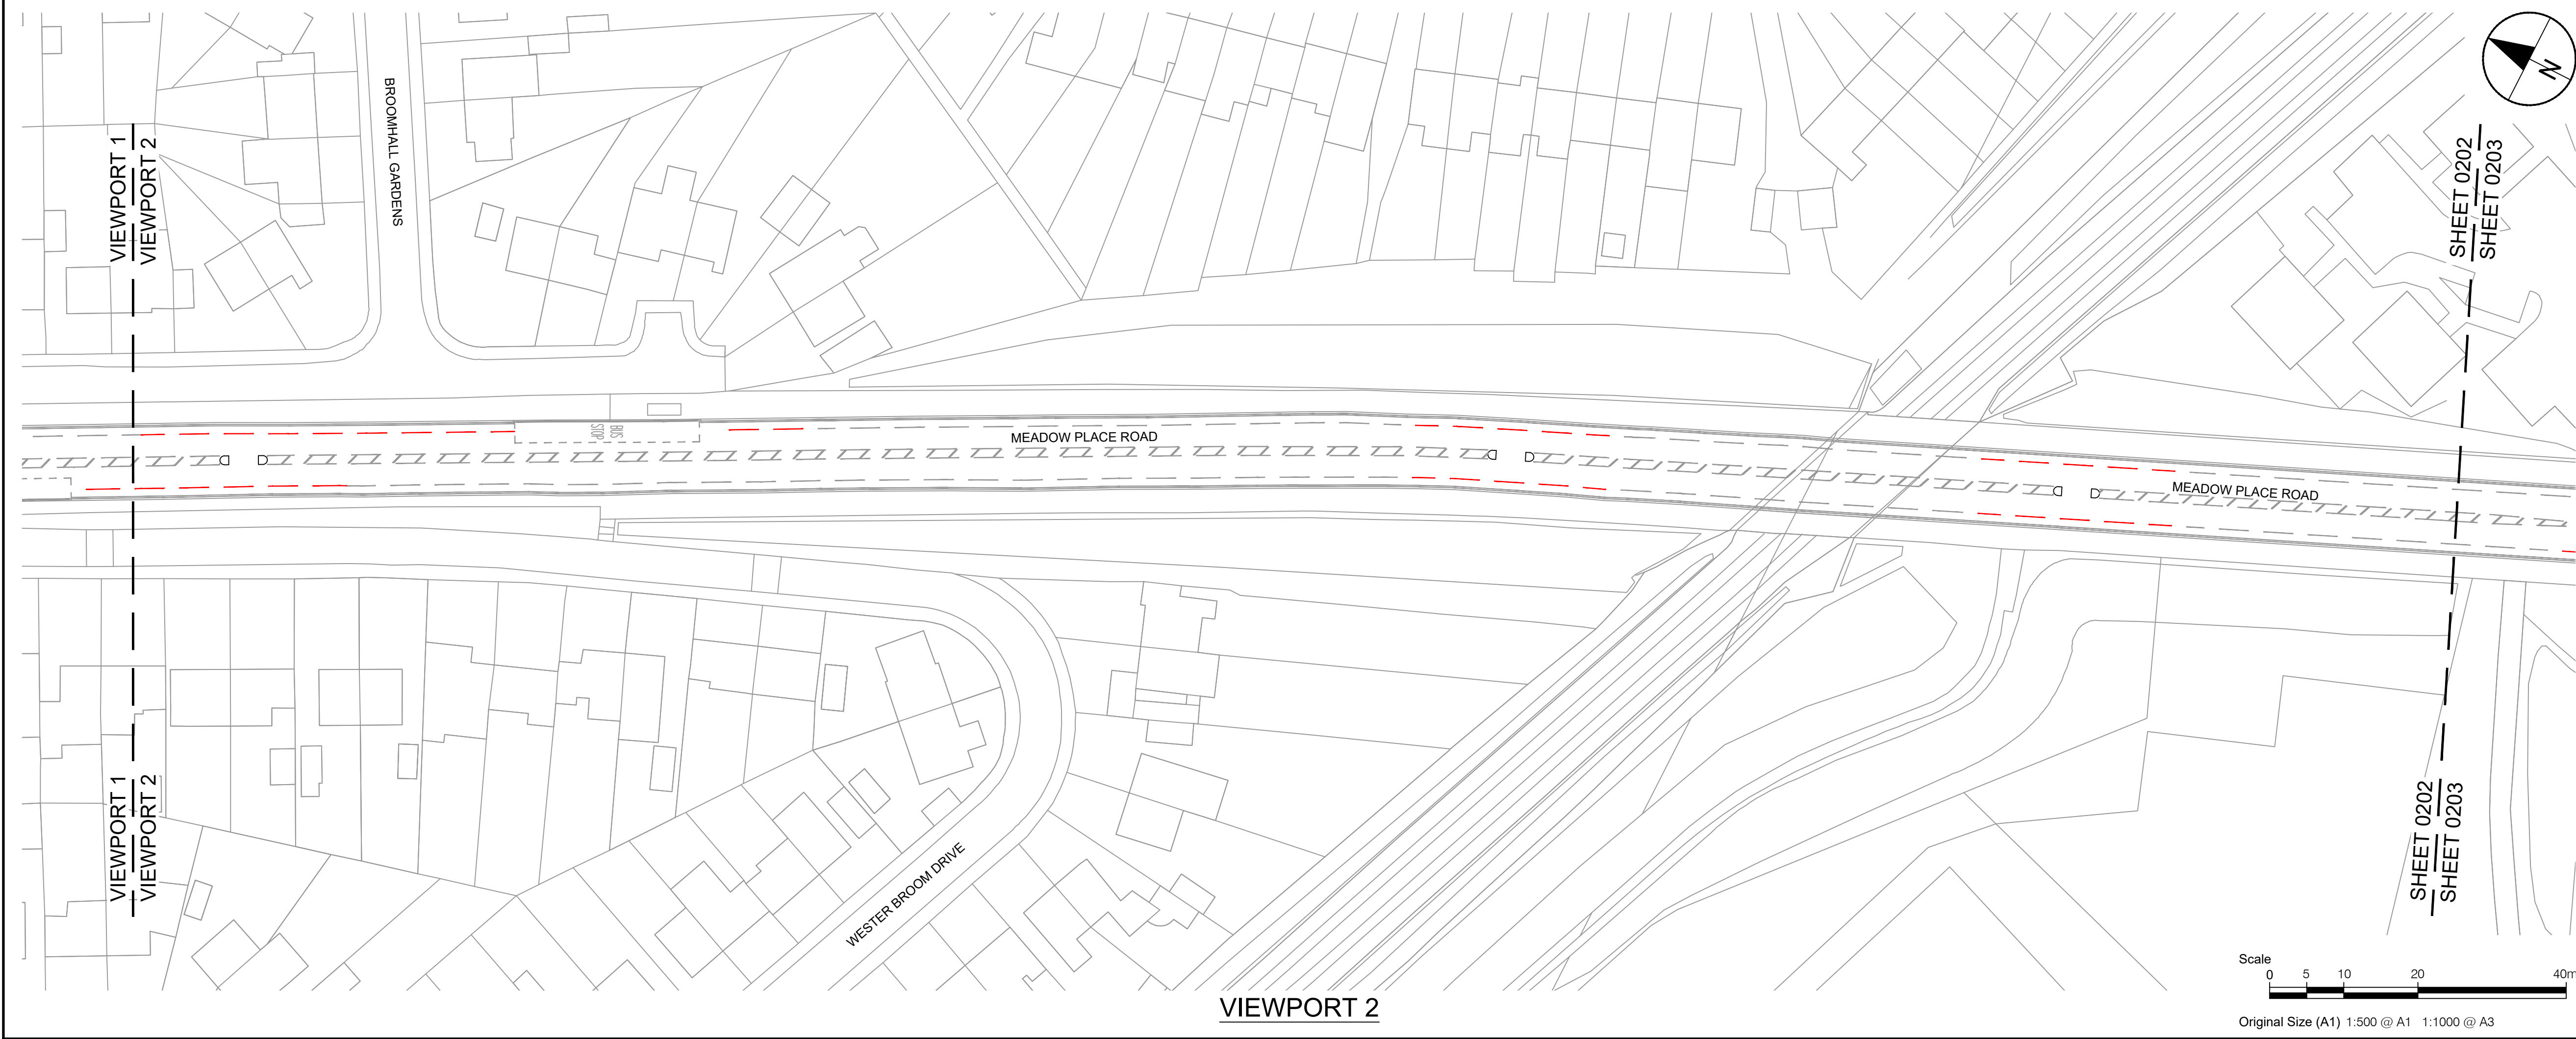 BROOMHALL GARDENS
N
VIEWPORT 1
VIEWPORT 2
SHEET 0202
SHEET 0203
BUS
STOP
MEADOW PLACE ROAD
MEADOW PLACE ROAD
VIEWPORT 1
VIEWPORT 2
WESTER BROOM DRIVE
SHEET 0202
SHEET 0203
VIEWPORT 2
Scale
0 5 10 20 40m
Original Size (A1) 1:500 @ A1 1:1000 @ A3